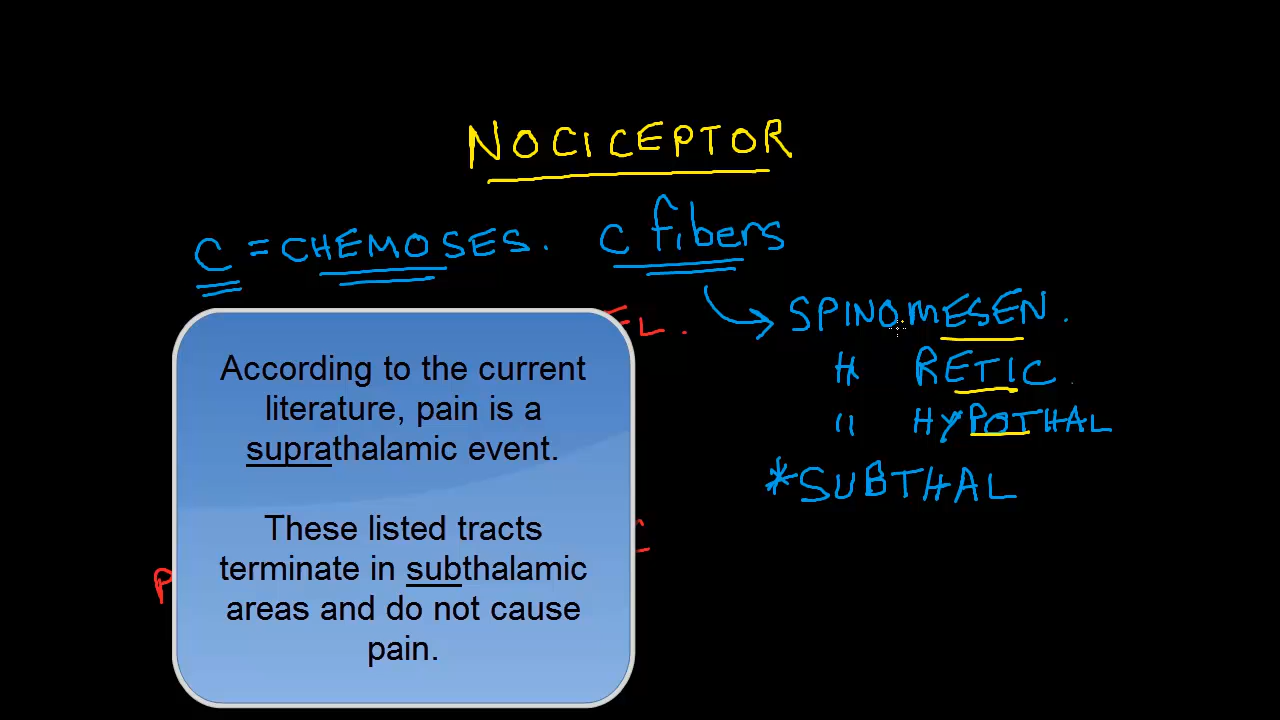 NOCICEPTOR
C = CHEMOSES. C fibers
EL.
SPINOMESEN.
" RETIC.
" HYPOTHAL
*SUBTHAL
According to the current
literature, pain is a
suprathalamic event.
These listed tracts
terminate in subthalamic
areas and do not cause
pain.